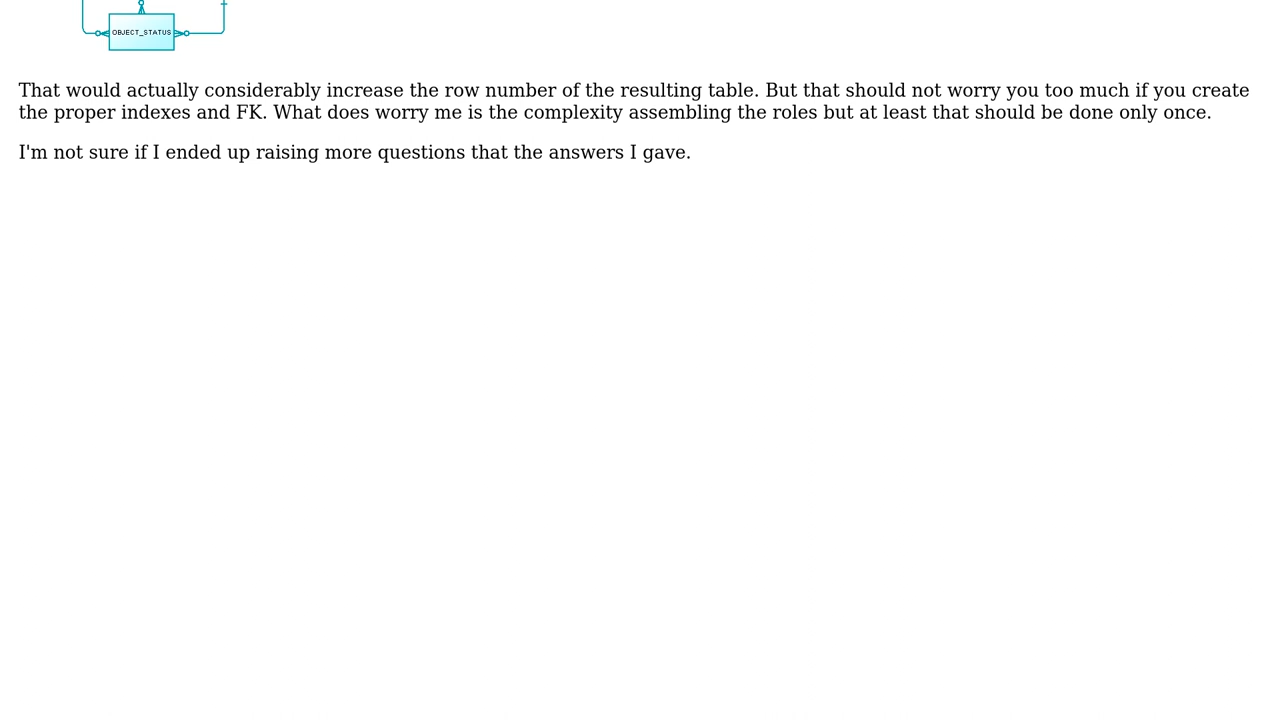 OBJECT_STATUS
That would actually considerably increase the row number of the resulting table. But that should not worry you too much if you create
the proper indexes and FK. What does worry me is the complexity assembling the roles but at least that should be done only once.
I'm not sure if I ended up raising more questions that the answers I gave.